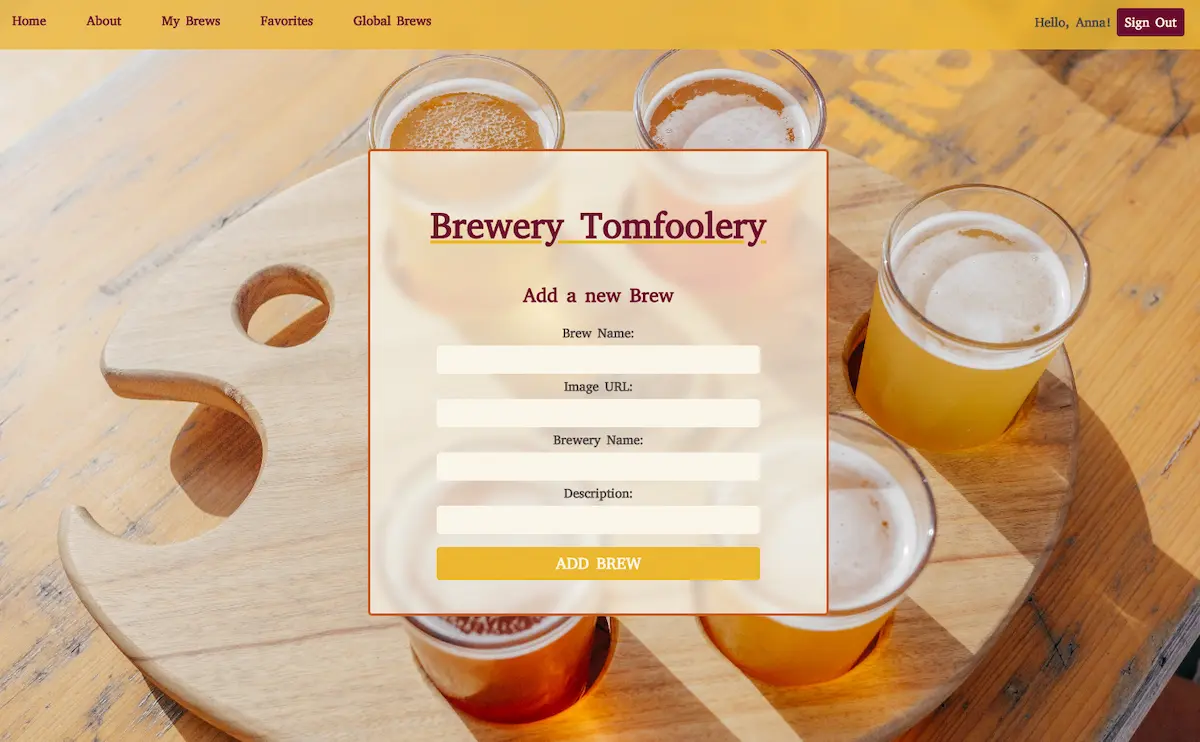 Home About My Brews Favorites Global Brews Hello, Anna! Sign Out
Brewery Tomfoolery
Add a new Brew
Brew Name:
Image URL:
Brewery Name:
Description:
ADD BREW